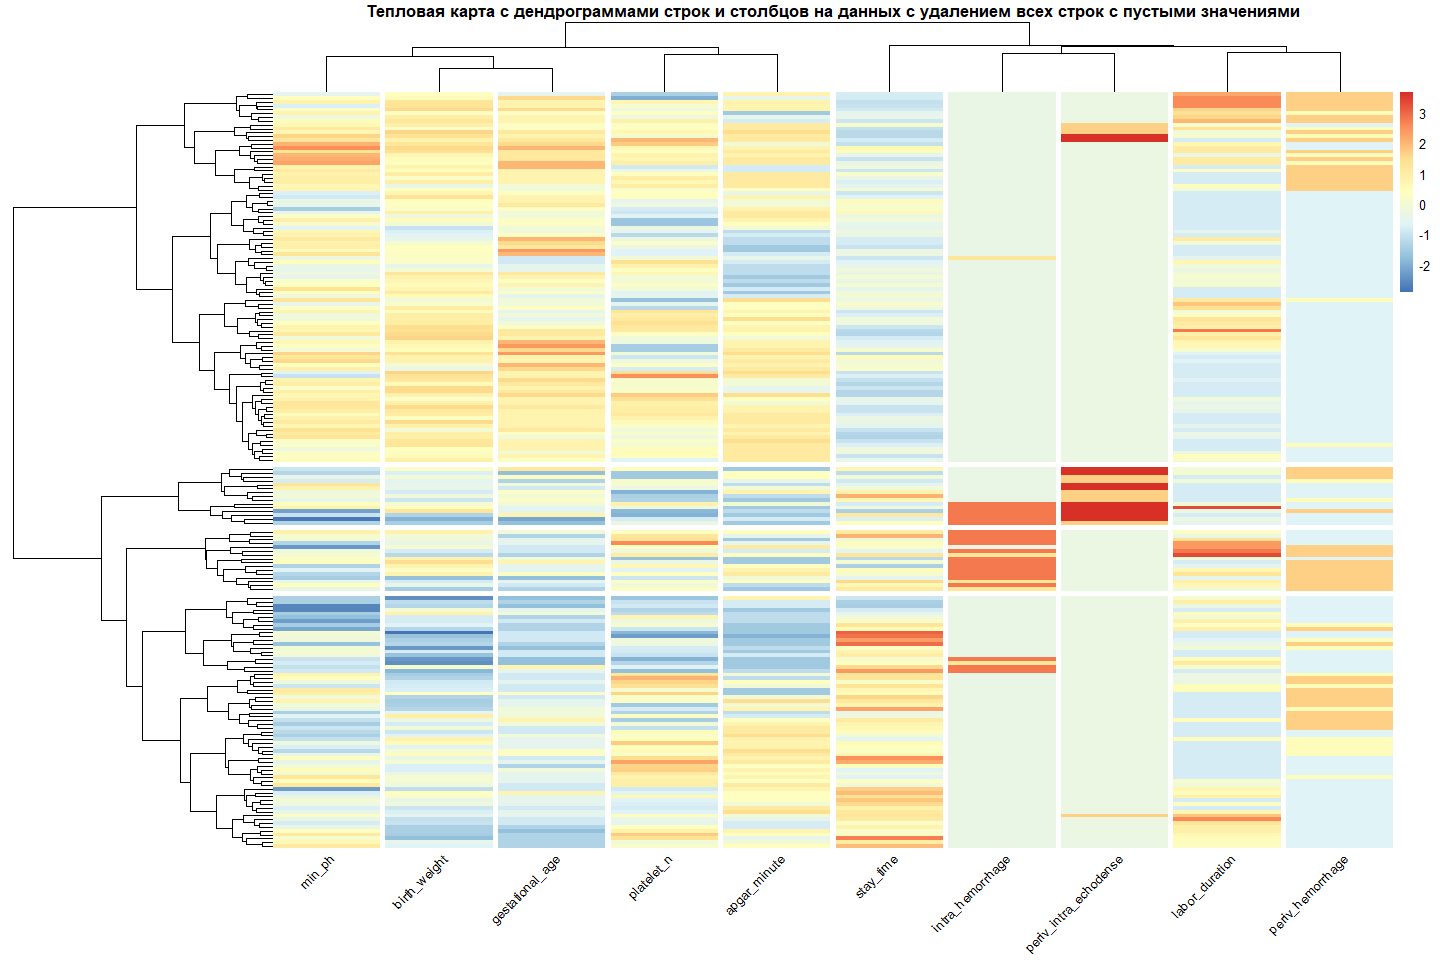 Тепловая карта с дендрограммами строк и столбцов на данных с удалением всех строк с пустыми значениями
3
2
1
0
-1
-2
min_ph
birth_weight
gestational_age
platelet_n
apgar_minute
stay_time
intra_hemorrhage
periv_intra_echodense
labor_duration
periv_hemorrhage